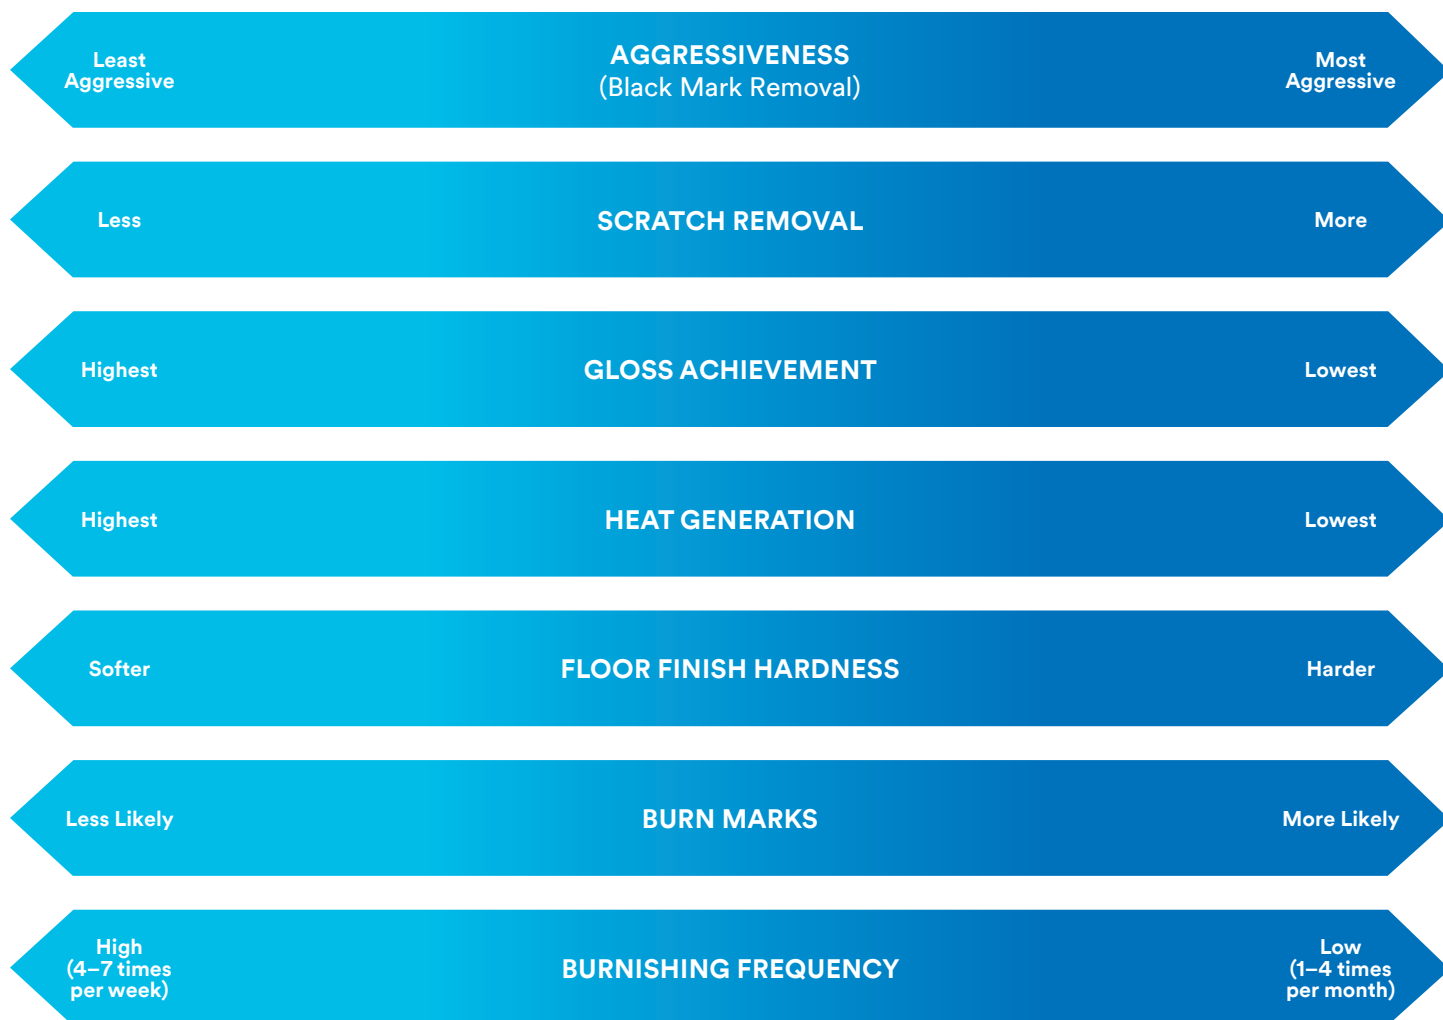 Least
Aggressive
AGGRESSIVENESS
(Black Mark Removal)
Most
Aggressive
Less
SCRATCH REMOVAL
More
Highest
GLOSS ACHIEVEMENT
Lowest
Highest
HEAT GENERATION
Lowest
Softer
FLOOR FINISH HARDNESS
Harder
Less Likely
BURN MARKS
More Likely
High
(4–7 times
per week)
BURNISHING FREQUENCY
Low
(1–4 times
per month)